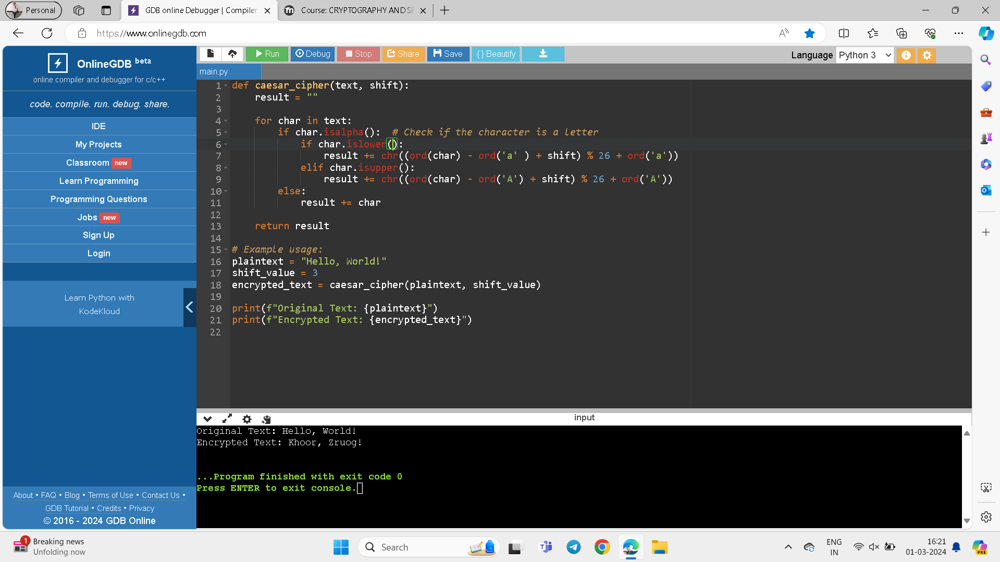 Personal
GDB online Debugger | Compiler
Course: CRYPTOGRAPHY AND SE
https://www.onlinegdb.com
OnlineGDB beta
online compiler and debugger for c/c++
code. compile. run. debug. share.
IDE
My Projects
Classroom new
Learn Programming
Programming Questions
Jobs new
Sign Up
Login
Learn Python with
KodeKloud
About • FAQ • Blog • Terms of Use • Contact Us •
GDB Tutorial • Credits • Privacy
© 2016 - 2024 GDB Online
Run Debug Stop Share Save { } Beautify
Language Python 3
main.py
1 def caesar_cipher(text, shift):
2     result = ""
3
4     for char in text:
5         if char.isalpha():  # Check if the character is a letter
6             if char.islower():
7                 result += chr((ord(char) - ord('a' ) + shift) % 26 + ord('a'))
8             elif char.isupper():
9                 result += chr((ord(char) - ord('A') + shift) % 26 + ord('A'))
10         else:
11             result += char
12
13     return result
14
15 # Example usage:
16 plaintext = "Hello, World!"
17 shift_value = 3
18 encrypted_text = caesar_cipher(plaintext, shift_value)
19
20 print(f"Original Text: {plaintext}")
21 print(f"Encrypted Text: {encrypted_text}")
22
input
Original Text: Hello, World!
Encrypted Text: Khoor, Zruog!
...Program finished with exit code 0
Press ENTER to exit console.
1
Breaking news
Unfolding now
Search
ENG
IN
16:21
01-03-2024
PRE